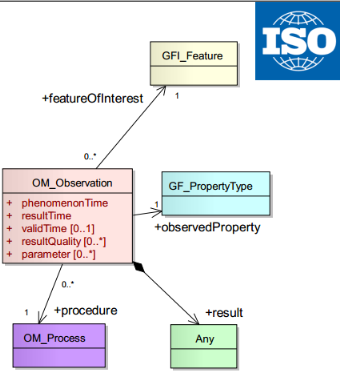 ISO
GFI_Feature
+featureOfInterest
1
0..*
OM_Observation
+ phenomenonTime
+ resultTime
+ validTime [0..1]
+ resultQuality [0..*]
+ parameter [0..*]
GF_PropertyType
1
+observedProperty
0..*
+procedure
1
+result
OM_Process
Any